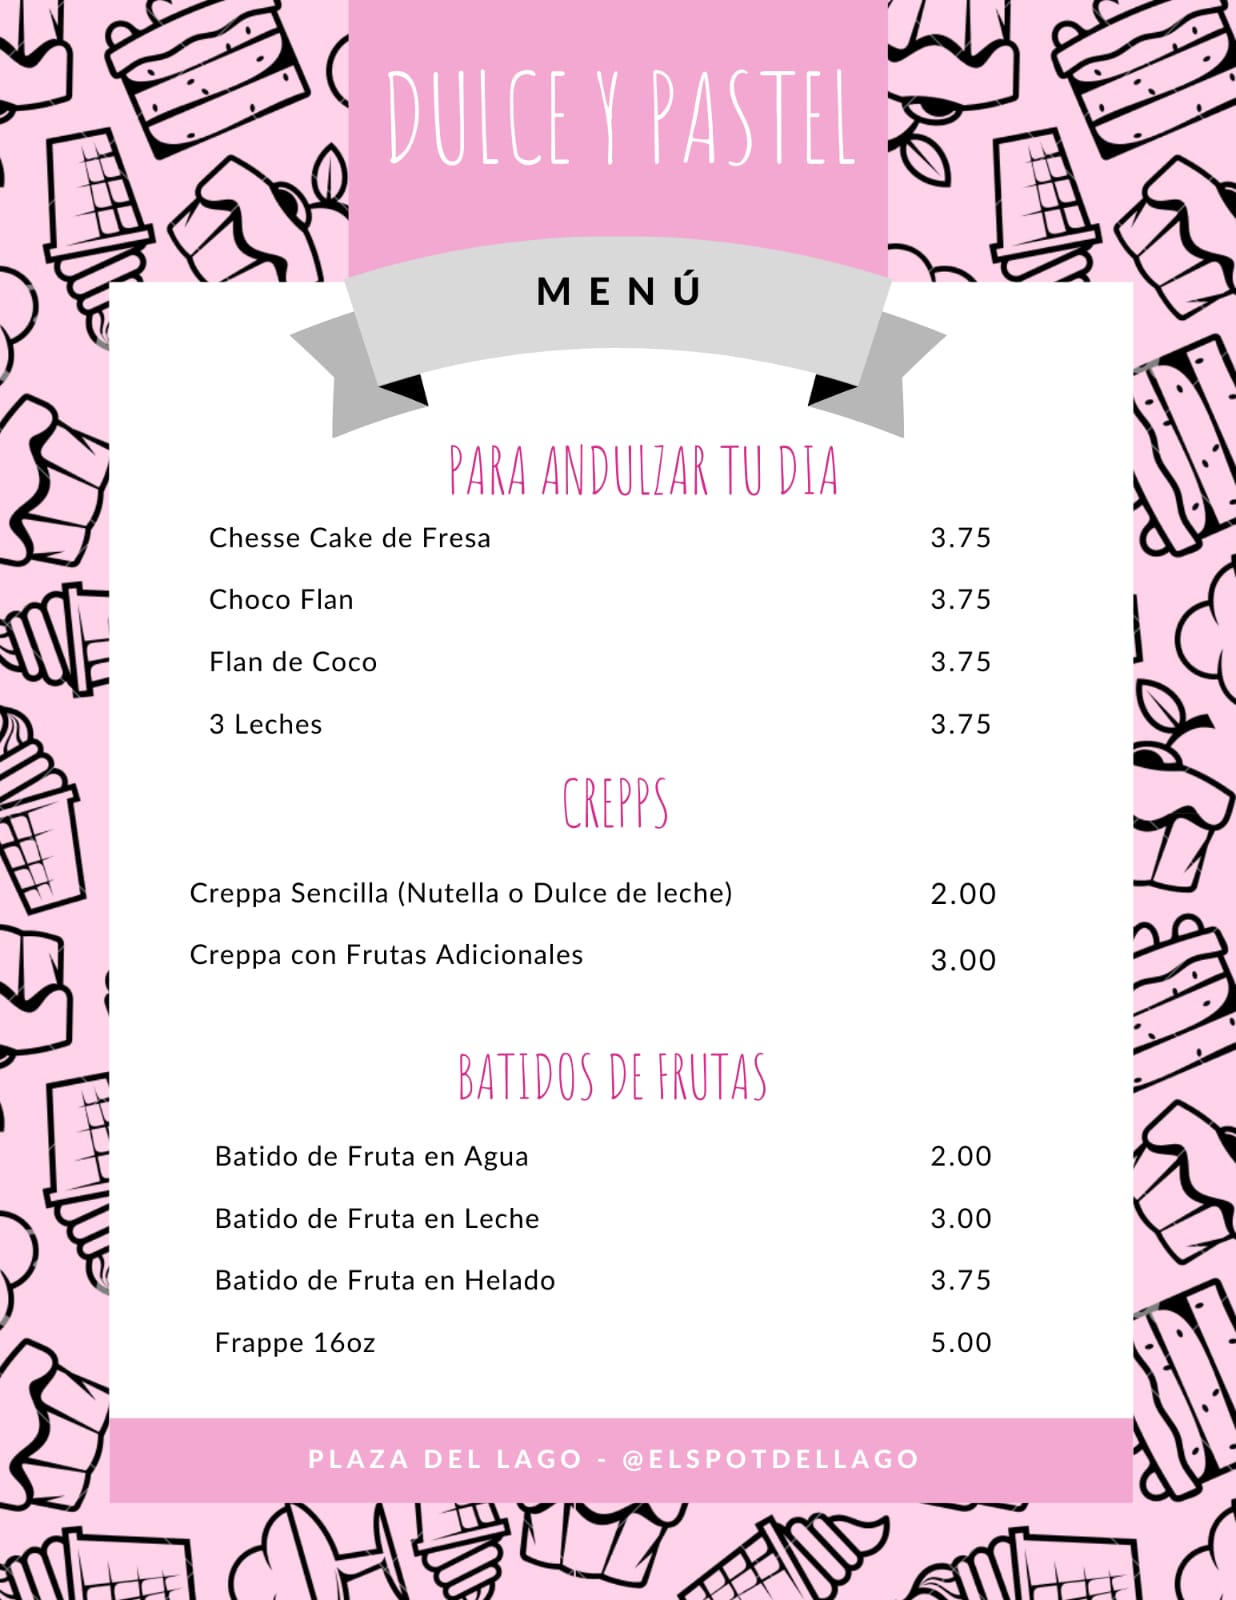 DULCE Y PASTEL
MENÚ
PARA ANDULZAR TU DIA
Chesse Cake de Fresa 3.75
Choco Flan 3.75
Flan de Coco 3.75
3 Leches 3.75
CREPPS
Creppa Sencilla (Nutella o Dulce de leche) 2.00
Creppa con Frutas Adicionales 3.00
BATIDOS DE FRUTAS
Batido de Fruta en Agua 2.00
Batido de Fruta en Leche 3.00
Batido de Fruta en Helado 3.75
Frappe 16oz 5.00
PLAZA DEL LAGO - @ELSPOTDELLAGO